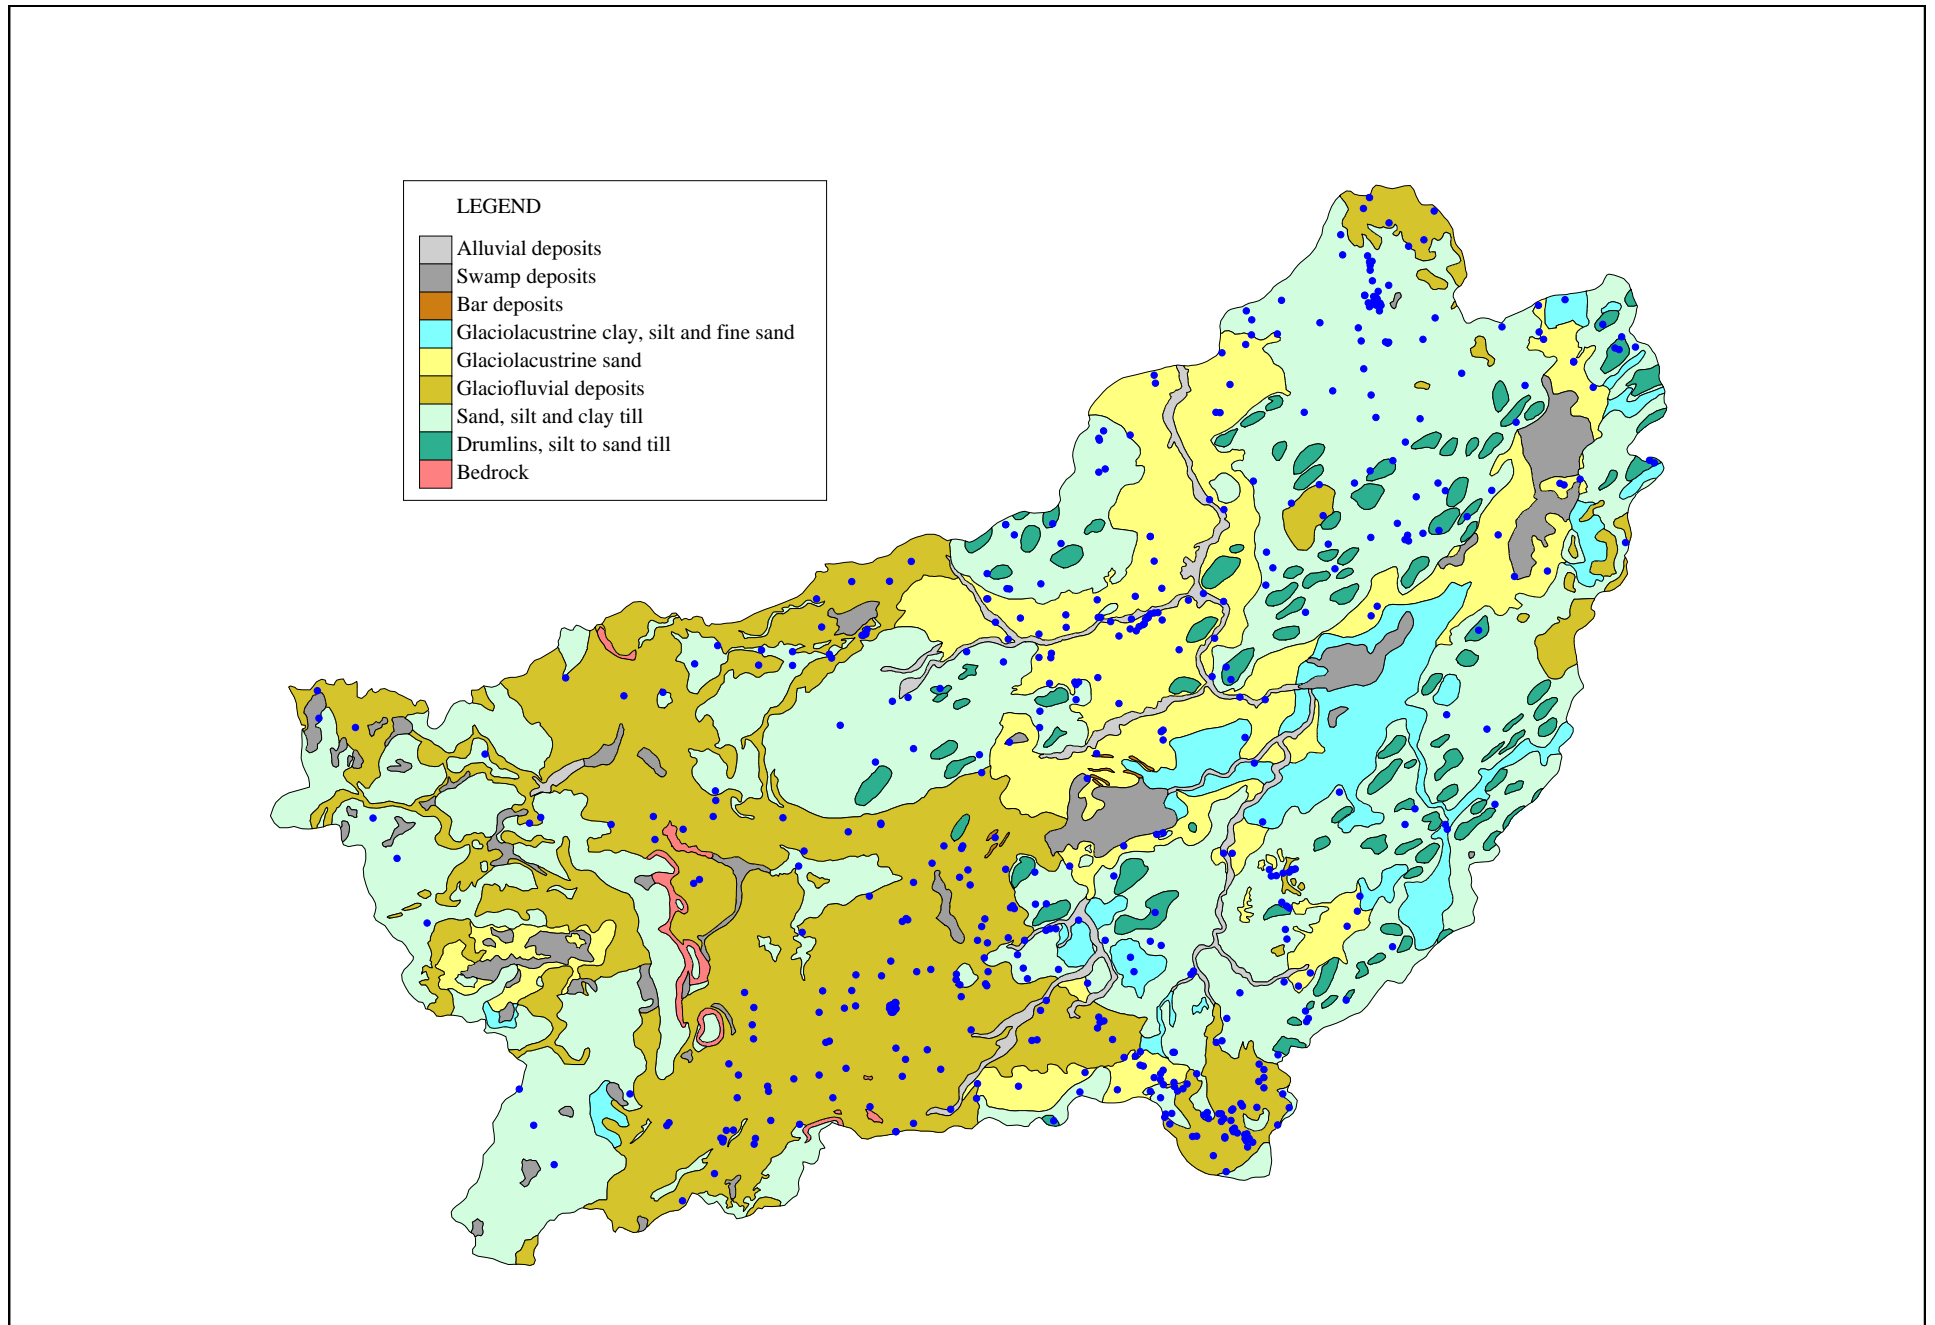 LEGEND
Alluvial deposits
Swamp deposits
Bar deposits
Glaciolacustrine clay, silt and fine sand
Glaciolacustrine sand
Glaciofluvial deposits
Sand, silt and clay till
Drumlins, silt to sand till
Bedrock